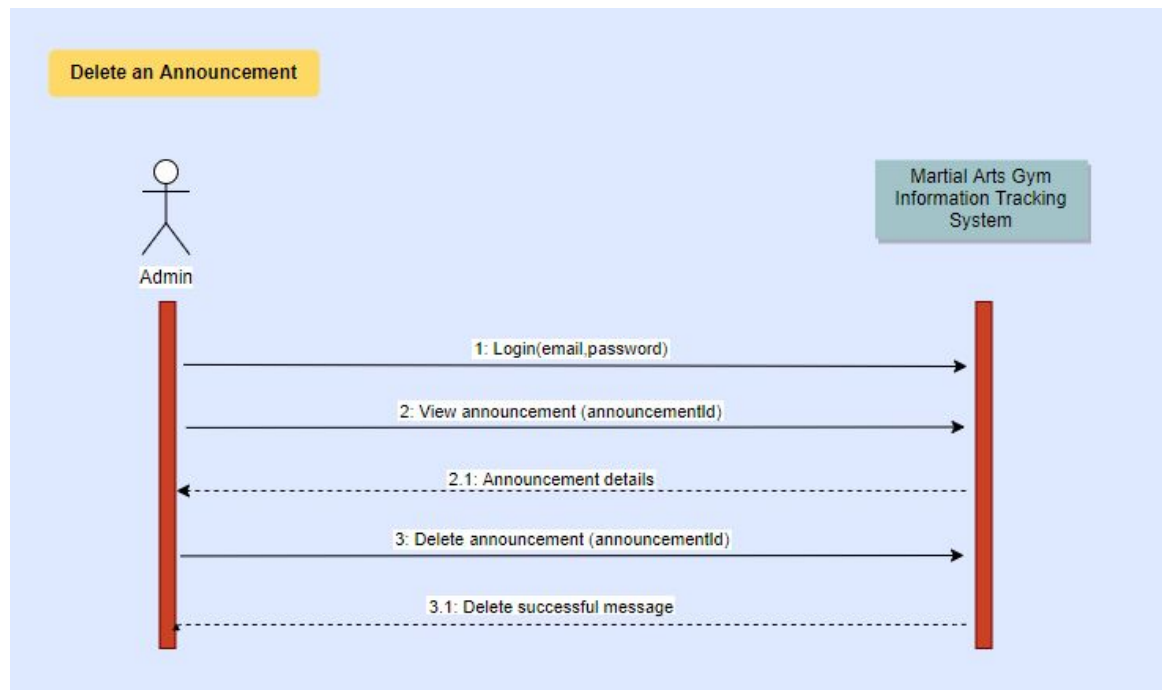 Delete an Announcement
Martial Arts Gym
Information Tracking
System
Admin
1: Login(email,password)
2: View announcement (announcementId)
2.1: Announcement details
3: Delete announcement (announcementId)
3.1: Delete successful message